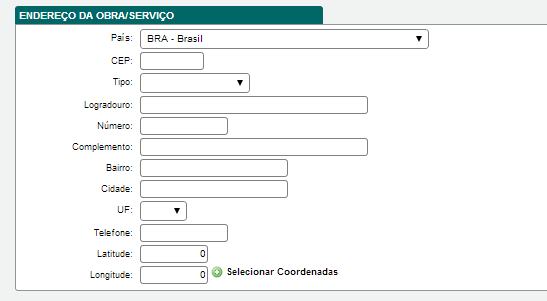 ENDEREÇO DA OBRA/SERVIÇO
País: BRA - Brasil
CEP:
Tipo:
Logradouro:
Número:
Complemento:
Bairro:
Cidade:
UF:
Telefone:
Latitude: 0
Longitude: 0 Selecionar Coordenadas